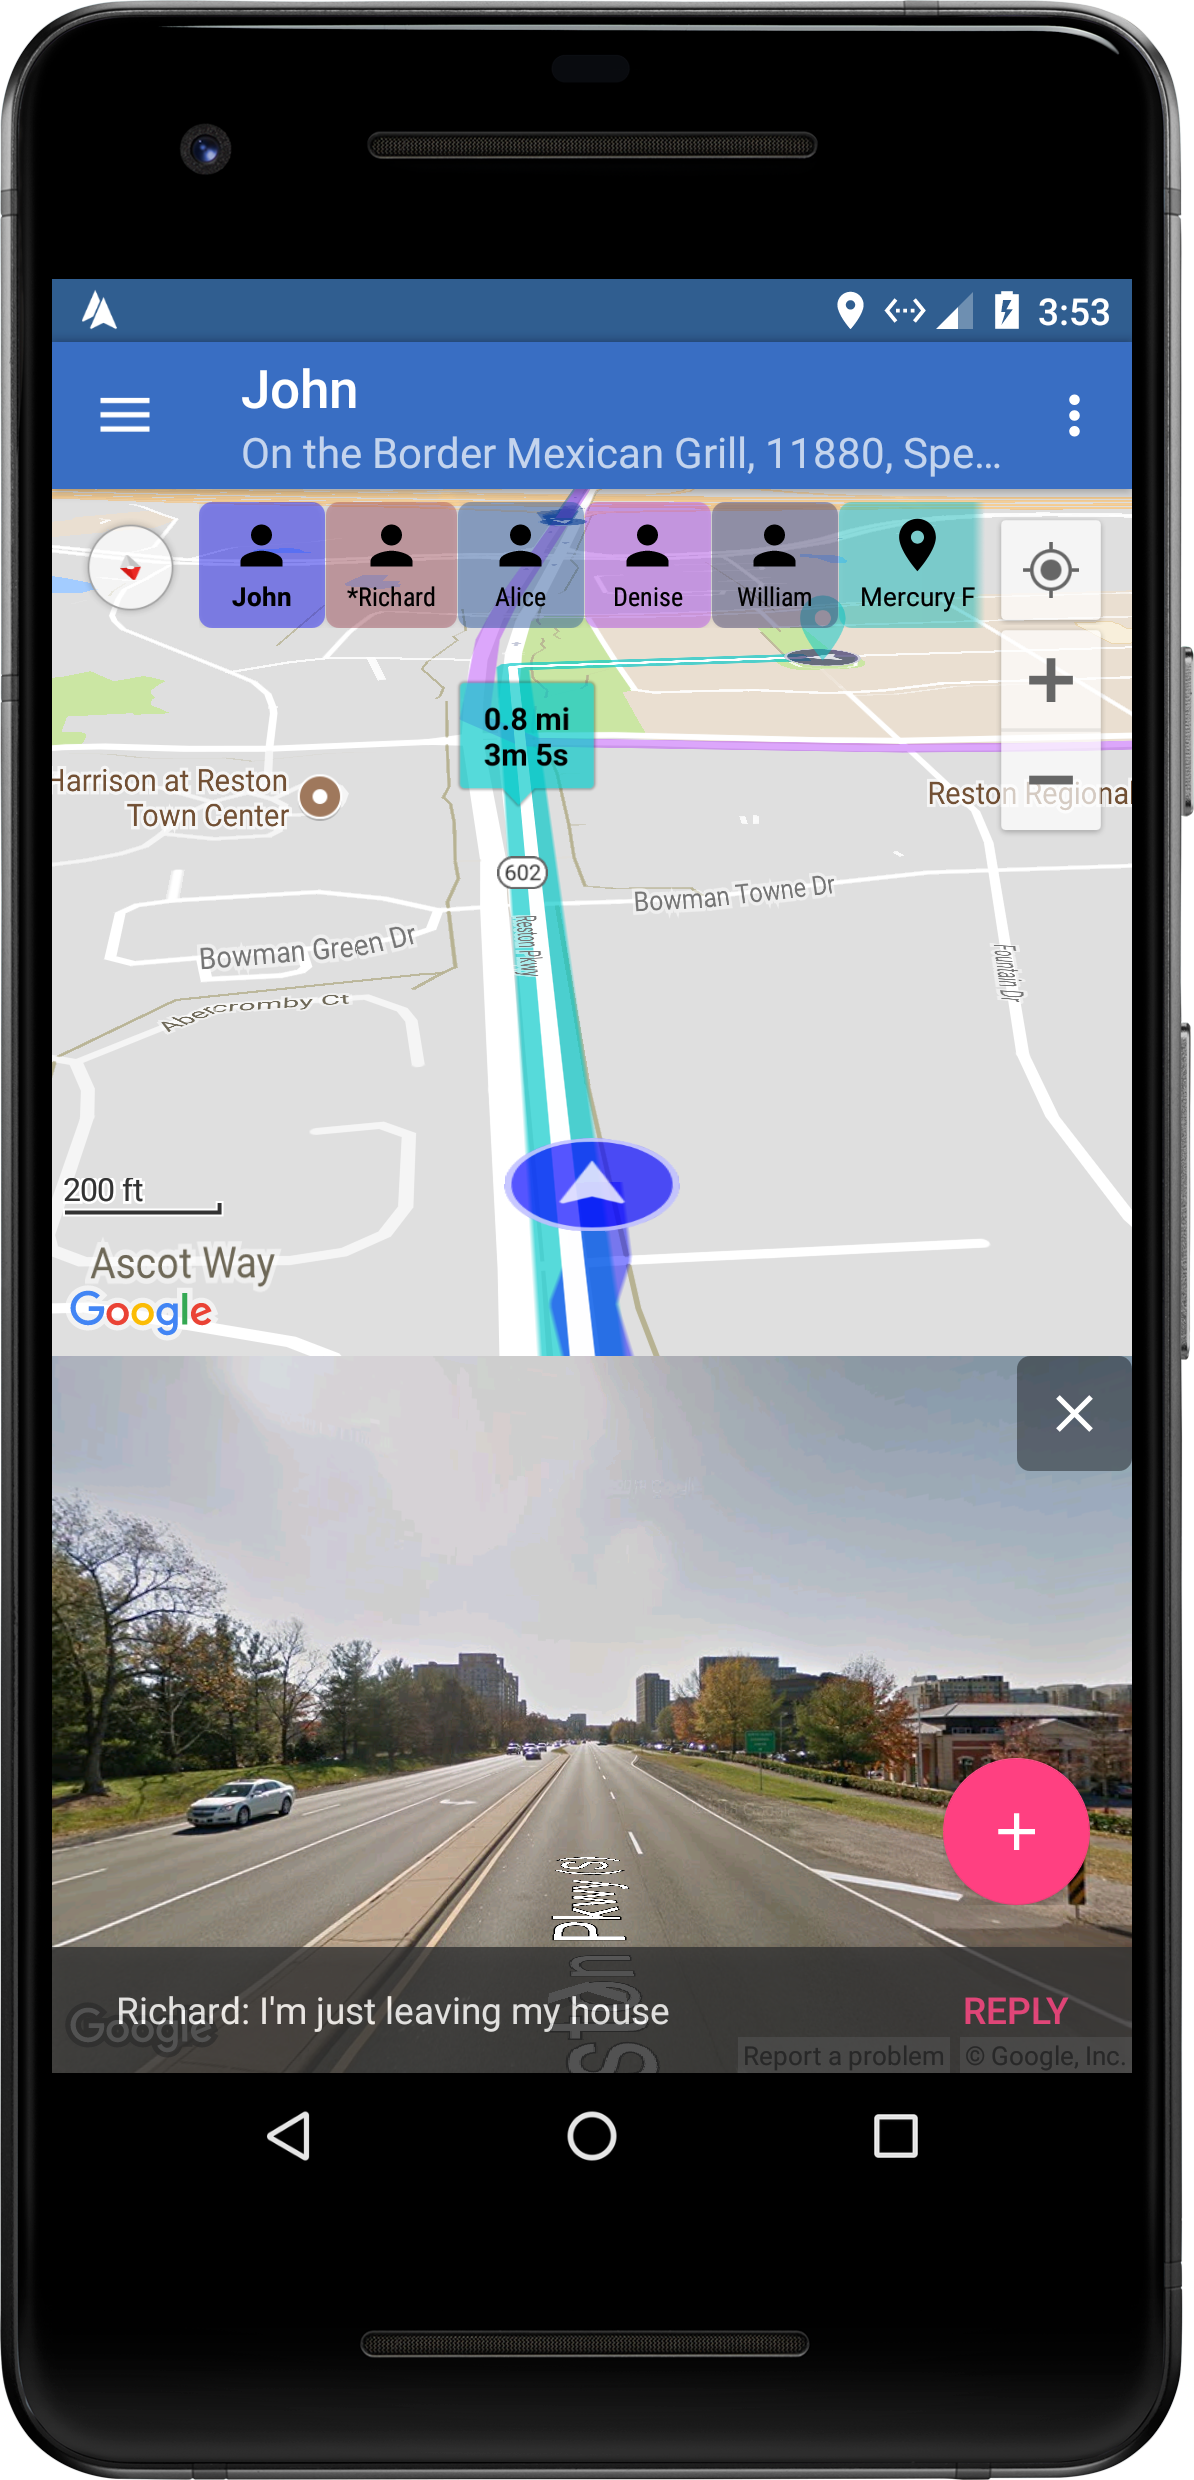 3:53
John
On the Border Mexican Grill, 11880, Spe...
John
*Richard
Alice
Denise
William
Mercury F
0.8 mi
3m 5s
Harrison at Reston
Town Center
Reston Regional
602
Bowman Towne Dr
Reston Pkwy
Bowman Green Dr
Fountain Dr
Abercromby Ct
200 ft
Ascot Way
Google
Pkwy (S)
Richard: I'm just leaving my house
REPLY
Google
Report a problem
© Google, Inc.